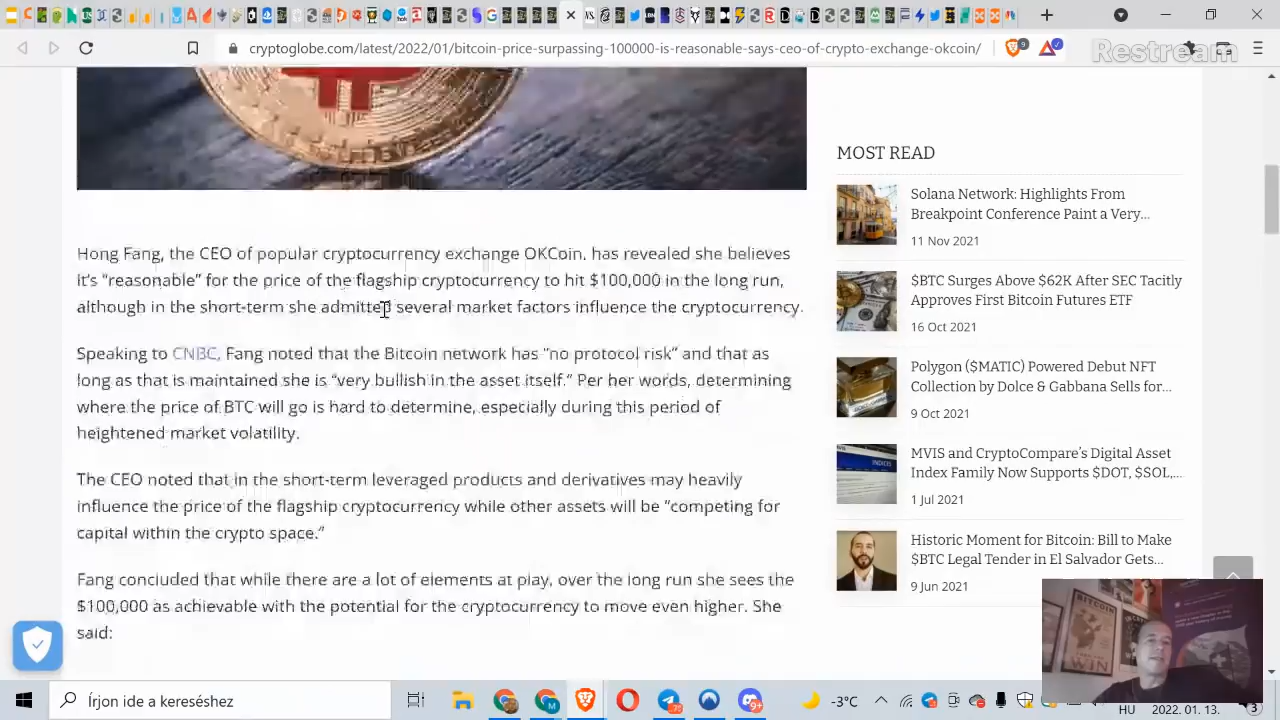 cryptoglobe.com/latest/2022/01/bitcoin-price-surpassing-100000-is-reasonable-says-ceo-of-crypto-exchange-okcoin/
9
Restream
MOST READ
Solana Network: Highlights From
Breakpoint Conference Paint a Very...
11 Nov 2021
$BTC Surges Above $62K After SEC Tacitly
Approves First Bitcoin Futures ETF
16 Oct 2021
Polygon ($MATIC) Powered Debut NFT
Collection by Dolce & Gabbana Sells for...
9 Oct 2021
MVIS and CryptoCompare's Digital Asset
Index Family Now Supports $DOT, $SOL,...
1 Jul 2021
Historic Moment for Bitcoin: Bill to Make
$BTC Legal Tender in El Salvador Gets...
9 Jun 2021
Hong Fang, the CEO of popular cryptocurrency exchange OKCoin, has revealed she believes
it's “reasonable” for the price of the flagship cryptocurrency to hit $100,000 in the long run,
although in the short-term she admitted several market factors influence the cryptocurrency.
Speaking to CNBC, Fang noted that the Bitcoin network has “no protocol risk” and that as
long as that is maintained she is “very bullish in the asset itself.” Per her words, determining
where the price of BTC will go is hard to determine, especially during this period of
heightened market volatility.
The CEO noted that in the short-term leveraged products and derivatives may heavily
influence the price of the flagship cryptocurrency while other assets will be “competing for
capital within the crypto space.”
Fang concluded that while there are a lot of elements at play, over the long run she sees the
$100,000 as achievable with the potential for the cryptocurrency to move even higher. She
said:
BITCOIN
WIN
Írjon ide a kereséshez
9+
-3°C
HU
2022. 01. 13.
3